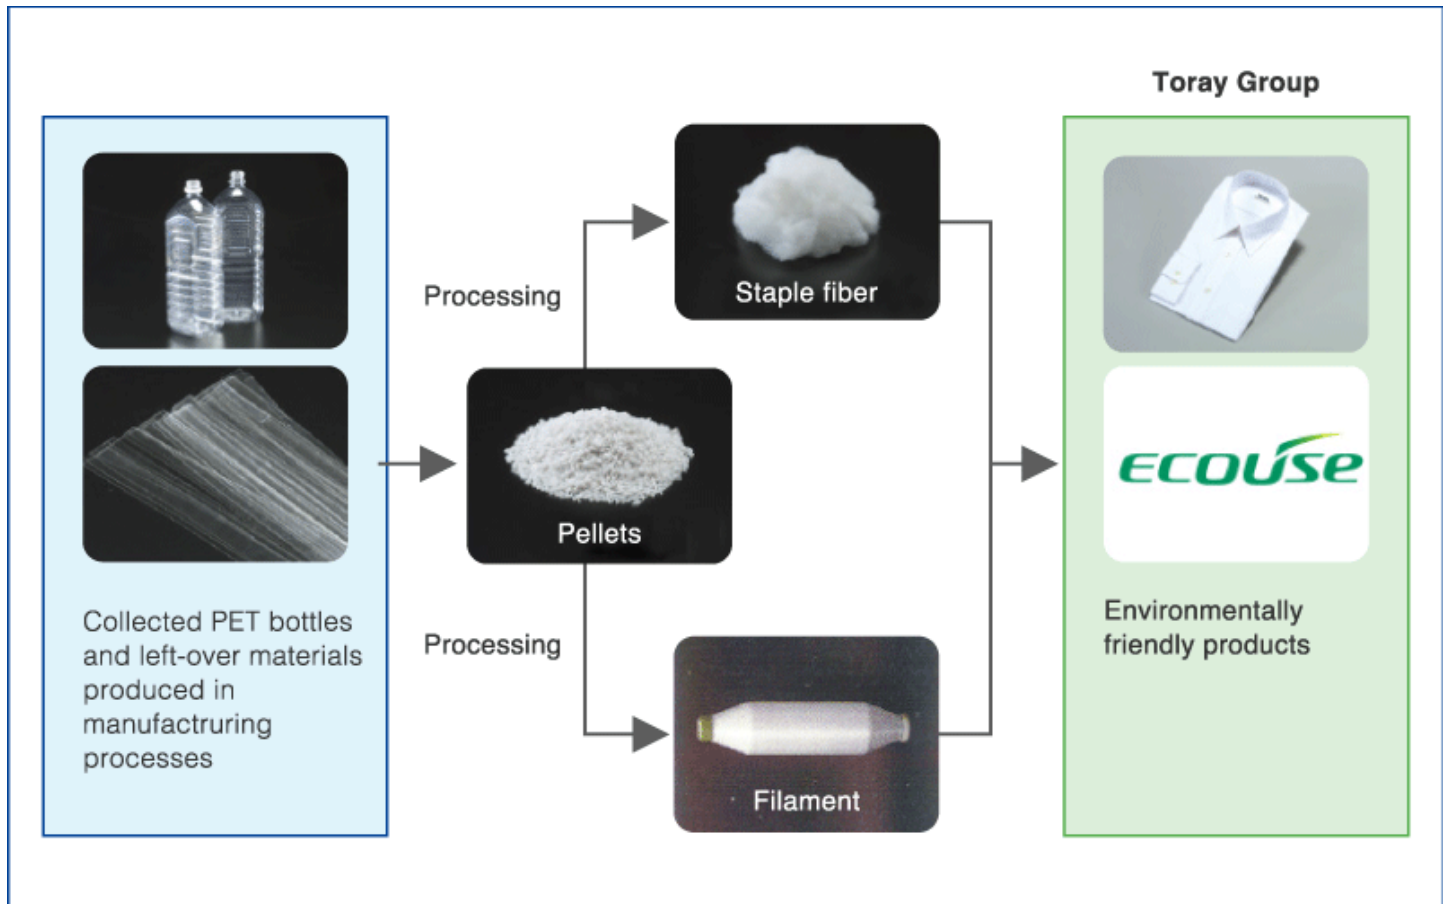 Toray Group
Collected PET bottles
and left-over materials
produced in
manufactruring
processes
Processing
Pellets
Processing
Staple fiber
Filament
ECOUSE
Environmentally
friendly products